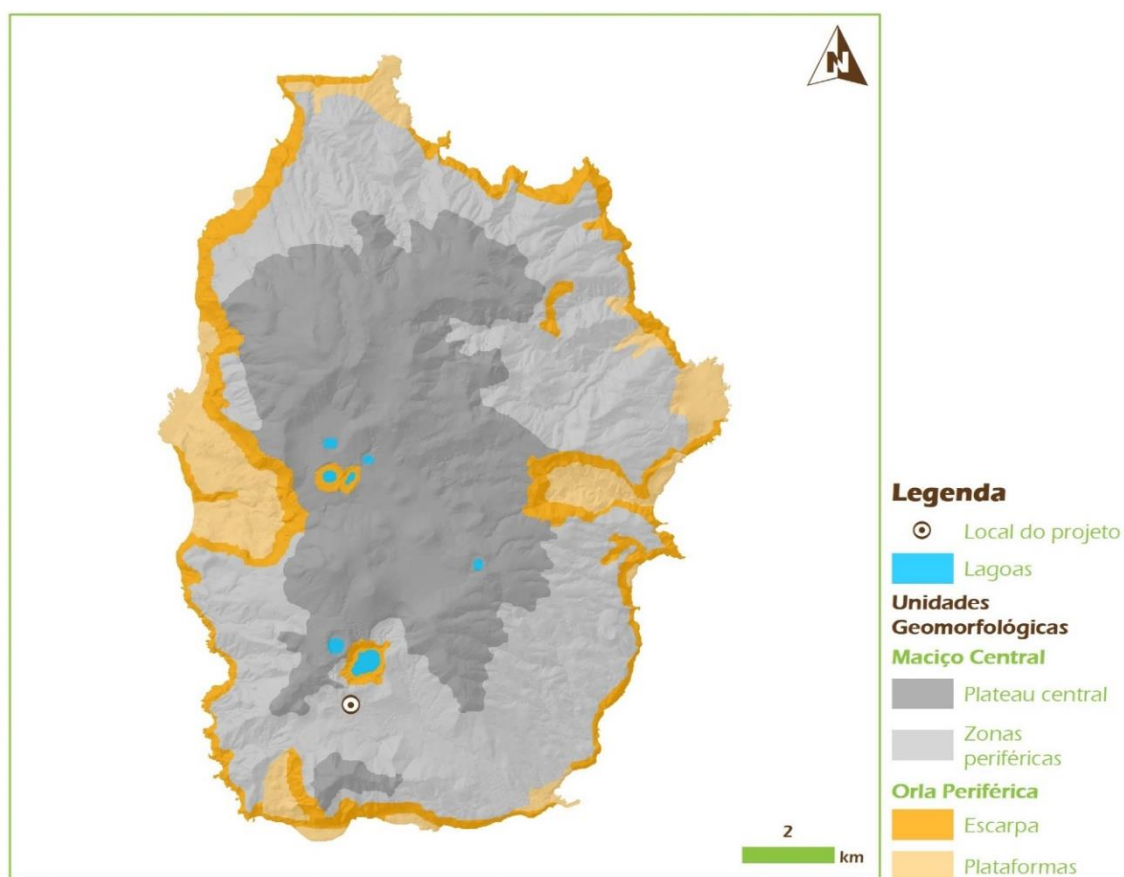 N
Legenda
Local do projeto
Lagoas
Unidades
Geomorfológicas
Maciço Central
Plateau central
Zonas
periféricas
Orla Periférica
Escarpa
Plataformas
2
km